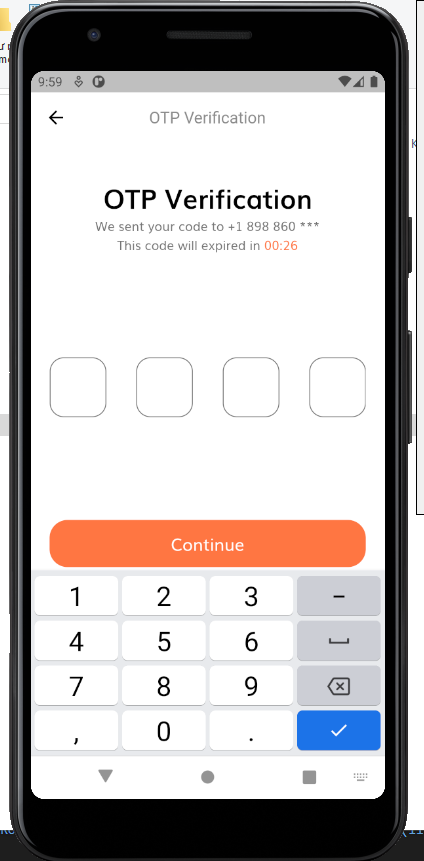 9:59
OTP Verification
OTP Verification
We sent your code to +1 898 860 ***
This code will expired in 00:26
Continue
1 2 3 -
4 5 6
7 8 9
, 0 .